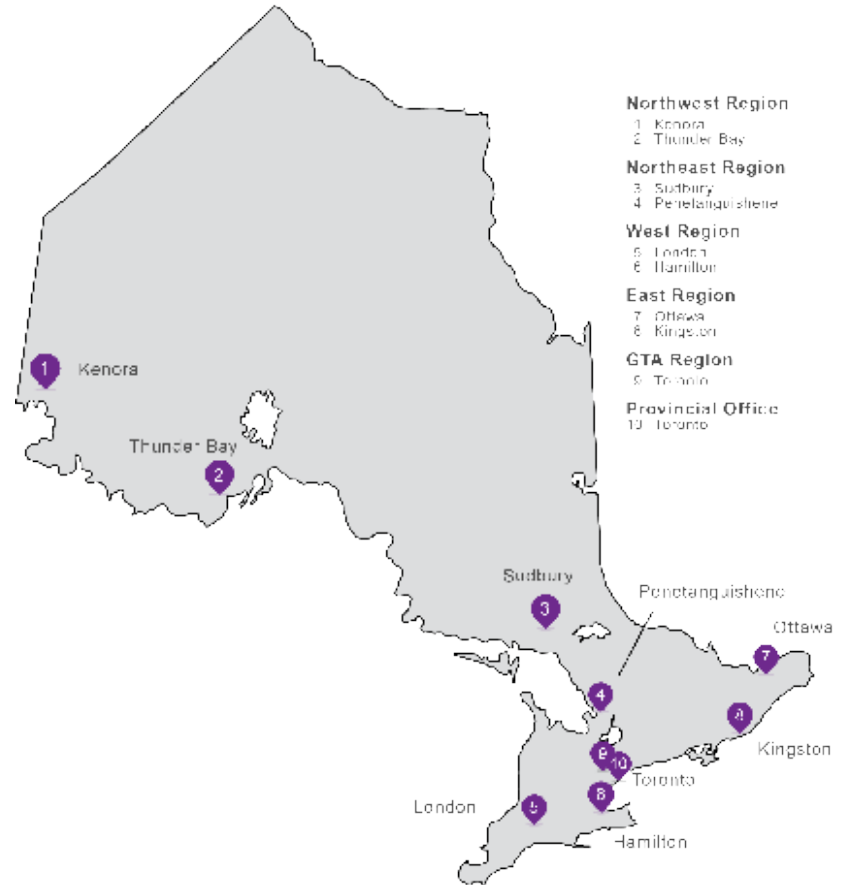 Northwest Region
1 Kenora
2 Thunder Bay
Northeast Region
3 Sudbury
4 Penetanguishene
West Region
5 London
6 Hamilton
East Region
7 Ottawa
8 Kingston
GTA Region
9 Toronto
Provincial Office
10 Toronto
1 Kenora
Thunder Bay
2
Sudbury
3
Penetanguishene
Ottawa
7
4
8
Kingston
9
10
Toronto
London
5
6
Hamilton